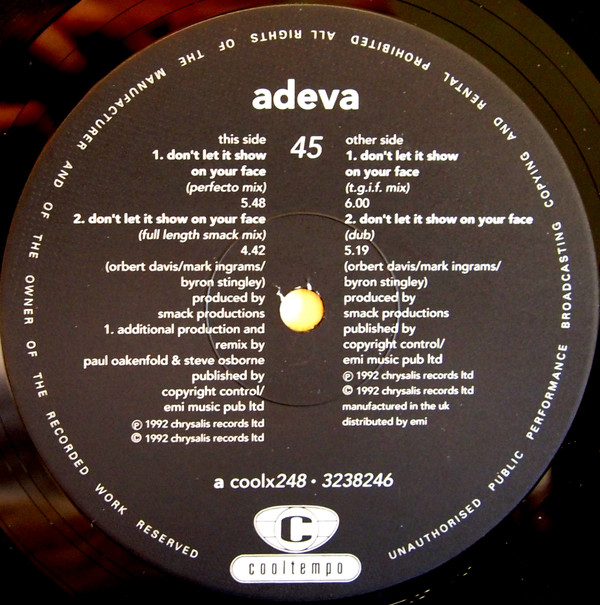 adeva
45
this side
1. don't let it show
on your face
(perfecto mix)
5.48
2. don't let it show on your face
(full length smack mix)
4.42
(orbert davis/mark ingrams/
byron stingley)
produced by
smack productions
1. additional production and
remix by
paul oakenfold & steve osborne
published by
copyright control/
emi music pub ltd
℗ 1992 chrysalis records ltd
© 1992 chrysalis records ltd
other side
1. don't let it show
on your face
(t.g.i.f. mix)
6.00
2. don't let it show on your face
(dub)
5.19
(orbert davis/mark ingrams/
byron stingley)
produced by
smack productions
published by
copyright control/
emi music pub ltd
℗ 1992 chrysalis records ltd
© 1992 chrysalis records ltd
manufactured in the uk
distributed by emi
a coolx248 • 3238246
C
cooltempo
ALL RIGHTS OF THE MANUFACTURER AND OF THE OWNER OF THE RECORDED WORK RESERVED
UNAUTHORISED PUBLIC PERFORMANCE BROADCASTING COPYING AND RENTAL PROHIBITED